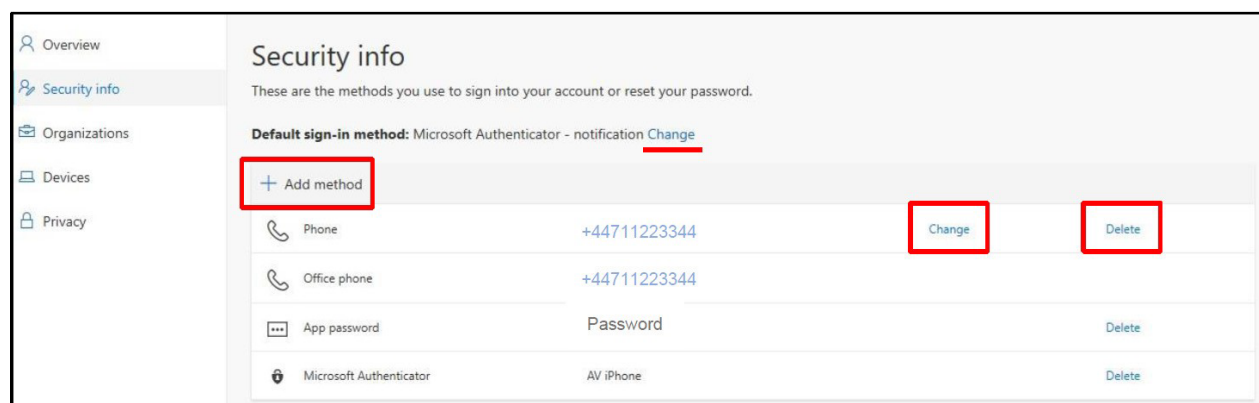 Overview
Security info
Organizations
Devices
Privacy
Security info
These are the methods you use to sign into your account or reset your password.
Default sign-in method: Microsoft Authenticator - notification Change
+ Add method
Phone +44711223344 Change Delete
Office phone +44711223344
App password Password Delete
Microsoft Authenticator AV iPhone Delete